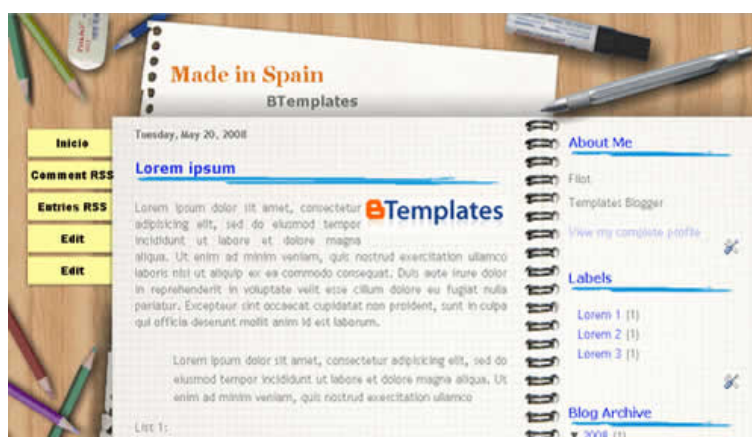 Made in Spain
BTemplates
Inicio
Comment RSS
Entries RSS
Edit
Edit
Tuesday, May 20, 2008
Lorem ipsum
BTemplates
Lorem ipsum dolor sit amet, consectetur
adipisicing elit, sed do eiusmod tempor
incididunt ut labore et dolore magna
aliqua. Ut enim ad minim veniam, quis nostrud exercitation ullamco
laboris nisi ut aliquip ex ea commodo consequat. Duis aute irure dolor
in reprehenderit in voluptate velit esse cillum dolore eu fugiat nulla
pariatur. Excepteur sint occaecat cupidatat non proident, sunt in culpa
qui officia deserunt mollit anim id est laborum.
Lorem ipsum dolor sit amet, consectetur adipisicing elit, sed do
eiusmod tempor incididunt ut labore et dolore magna aliqua. Ut
enim ad minim veniam, quis nostrud exercitation ullamco
List 1:
About Me
Templates Blogger
View my complete profile
Labels
Lorem 1 (1)
Lorem 2 (1)
Lorem 3 (1)
Blog Archive
▼ 2008 (1)